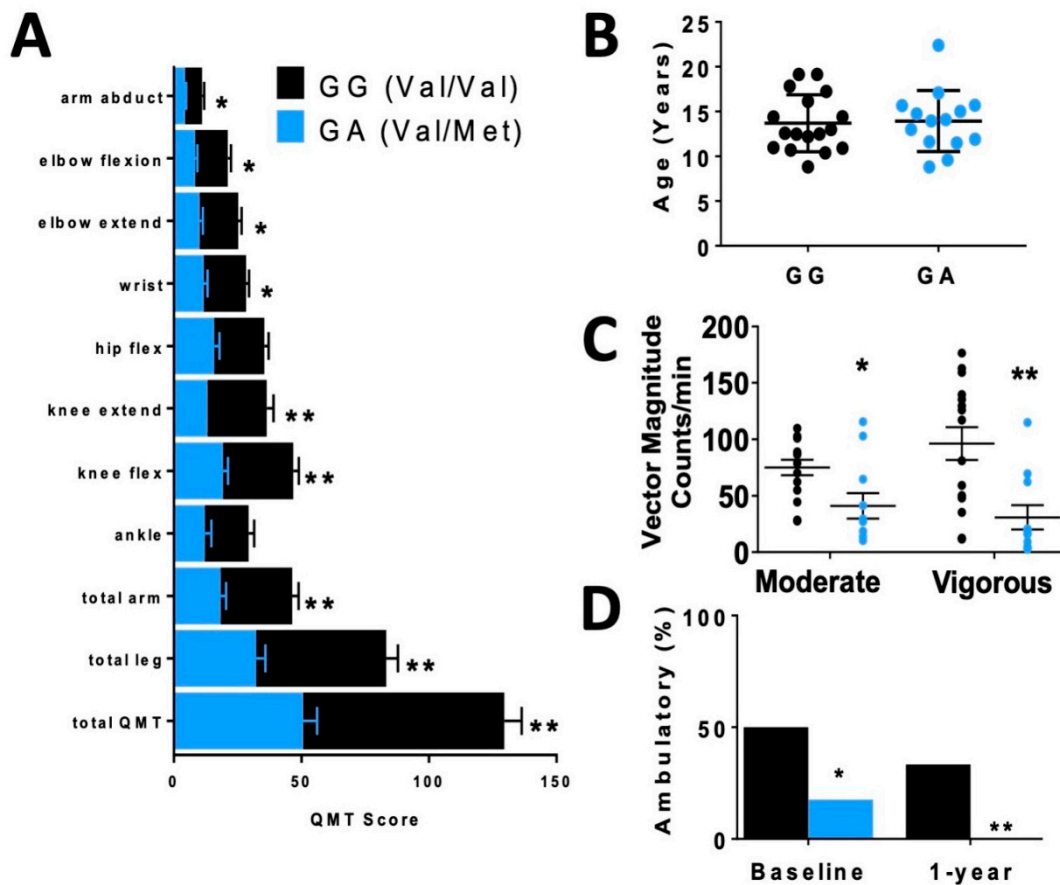 A
GG (Val/Val)
GA (Val/Met)
arm abduct *
elbow flexion *
elbow extend *
wrist *
hip flex
knee extend **
knee flex **
ankle
total arm **
total leg **
total QMT **
0 50 100 150
QMT Score
B
Age (Years)
25
20
15
10
5
0
GG GA
C
Vector Magnitude
Counts/min
200
150
100
50
0
* **
Moderate Vigorous
D
Ambulatory (%)
100
50
0
* **
Baseline 1-year